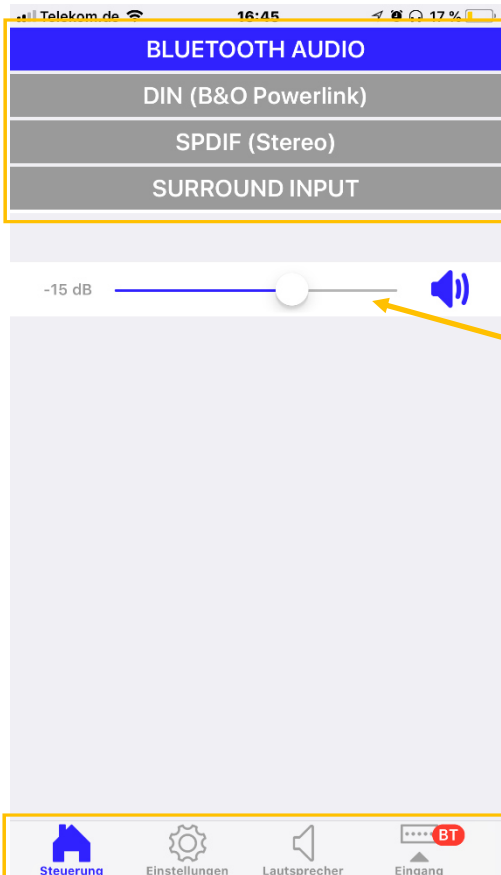 Telekom.de 16:45 17 %
BLUETOOTH AUDIO
DIN (B&O Powerlink)
SPDIF (Stereo)
SURROUND INPUT
-15 dB
BT
Steuerung Einstellungen Lautsprecher Eingang